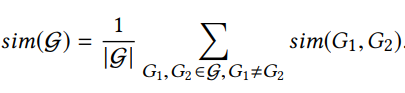 sim(𝒢) = 1/|𝒢| ∑_{G₁,G₂∈𝒢,G₁≠G₂} sim(G₁,G₂).